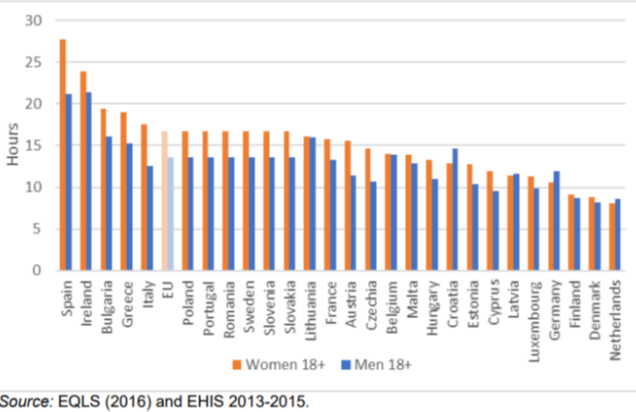 30
25
20
15
10
5
0
Hours
Spain
Ireland
Bulgaria
Greece
Italy
EU
Poland
Portugal
Romania
Sweden
Slovenia
Slovakia
Lithuania
France
Austria
Czechia
Belgium
Malta
Hungary
Croatia
Estonia
Cyprus
Latvia
Luxembourg
Germany
Finland
Denmark
Netherlands
Women 18+ Men 18+
Source: EQLS (2016) and EHIS 2013-2015.